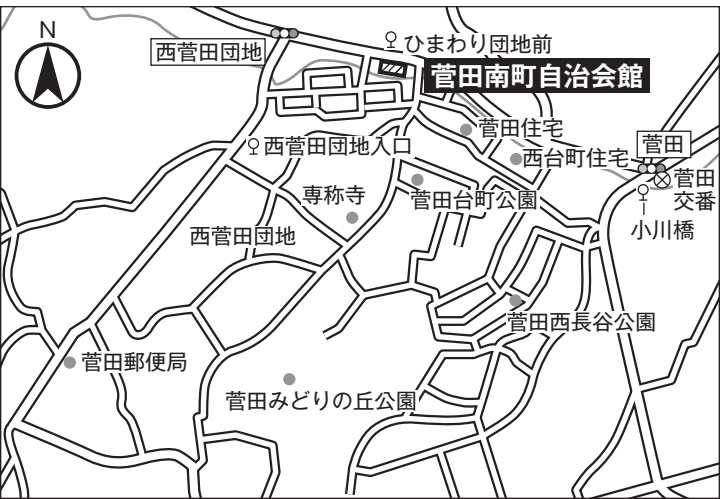 N
西菅田団地
ひまわり団地前
菅田南町自治会館
菅田住宅
西菅田団地入口
西台町住宅
菅田
菅田
交番
専称寺
菅田台町公園
小川橋
西菅田団地
菅田西長谷公園
菅田郵便局
菅田みどりの丘公園